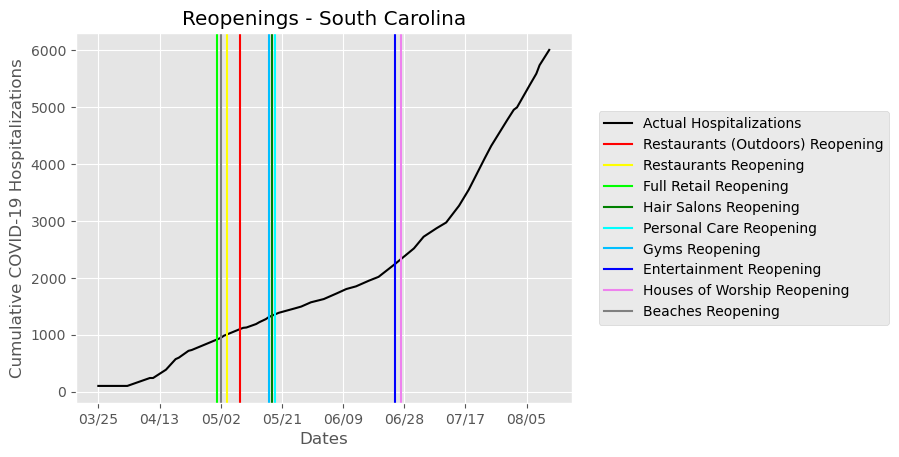 Reopenings - South Carolina
Cumulative COVID-19 Hospitalizations
6000
5000
4000
3000
2000
1000
0
03/25 04/13 05/02 05/21 06/09 06/28 07/17 08/05
Dates
Actual Hospitalizations
Restaurants (Outdoors) Reopening
Restaurants Reopening
Full Retail Reopening
Hair Salons Reopening
Personal Care Reopening
Gyms Reopening
Entertainment Reopening
Houses of Worship Reopening
Beaches Reopening